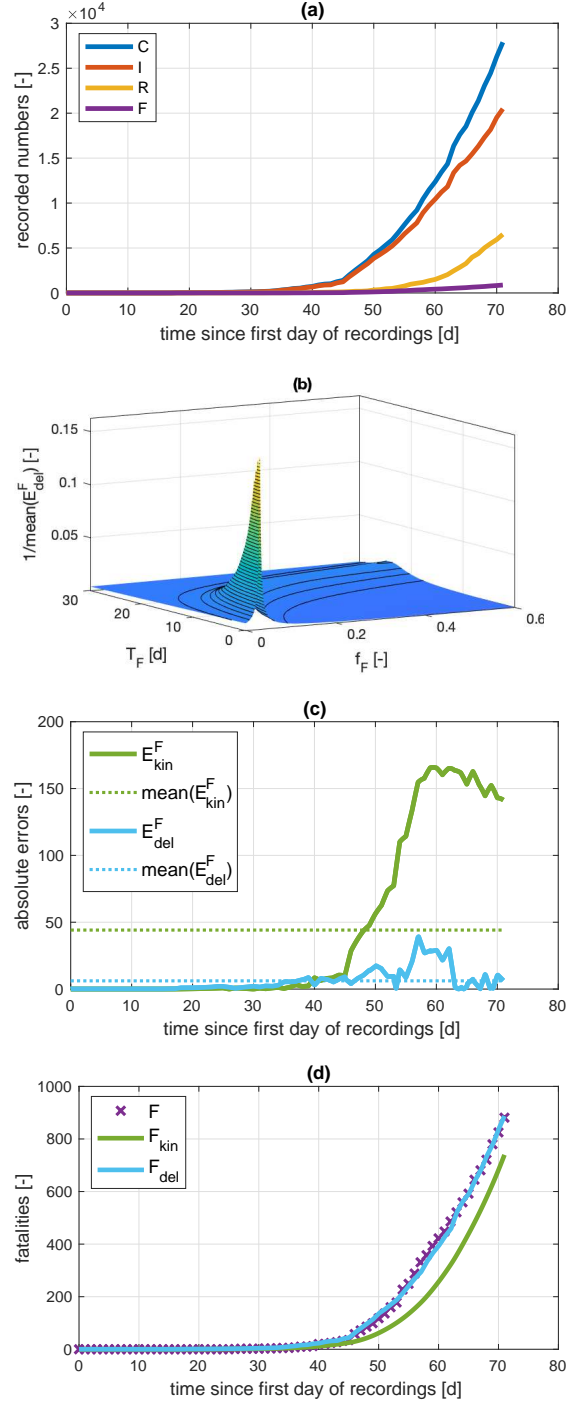 (a)
×10^4
3
2.5
2
1.5
1
0.5
0
recorded numbers [-]
C
I
R
F
0 10 20 30 40 50 60 70 80
time since first day of recordings [d]
(b)
0.15
0.1
0.05
1/mean(E^F_del) [-]
30
20
10
0
T_F [d]
0
0.2
0.4
0.6
f_F [-]
(c)
200
150
100
50
0
absolute errors [-]
E^F_kin
mean(E^F_kin)
E^F_del
mean(E^F_del)
0 10 20 30 40 50 60 70 80
time since first day of recordings [d]
(d)
1000
800
600
400
200
0
fatalities [-]
F
F_kin
F_del
0 10 20 30 40 50 60 70 80
time since first day of recordings [d]